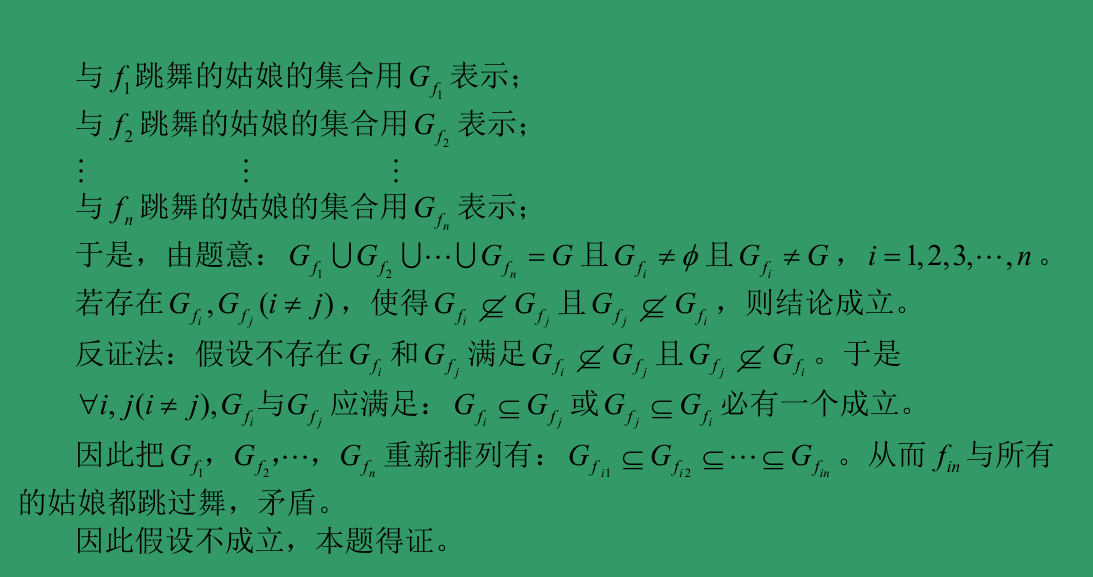 与 f₁ 跳舞的姑娘的集合用 G_{f₁} 表示；
与 f₂ 跳舞的姑娘的集合用 G_{f₂} 表示；
⋮ ⋮ ⋮
与 fₙ 跳舞的姑娘的集合用 G_{fₙ} 表示；
于是，由题意：G_{f₁} ⋃ G_{f₂} ⋃ ⋯ ⋃ G_{fₙ} = G 且 G_{f_i} ≠ ϕ 且 G_{f_i} ≠ G，i = 1,2,3,⋯,n 。
若存在 G_{f_i}, G_{f_j} (i ≠ j)，使得 G_{f_i} ⊈ G_{f_j} 且 G_{f_j} ⊈ G_{f_i}，则结论成立。
反证法：假设不存在 G_{f_i} 和 G_{f_j} 满足 G_{f_i} ⊈ G_{f_j} 且 G_{f_j} ⊈ G_{f_i} 。于是
∀i, j(i ≠ j), G_{f_i} 与 G_{f_j} 应满足：G_{f_i} ⊆ G_{f_j} 或 G_{f_j} ⊆ G_{f_i} 必有一个成立。
因此把 G_{f₁}，G_{f₂},⋯，G_{fₙ} 重新排列有：G_{f_{i1}} ⊆ G_{f_{i2}} ⊆ ⋯ ⊆ G_{f_{in}} 。从而 f_{in} 与所有
的姑娘都跳过舞，矛盾。
因此假设不成立，本题得证。